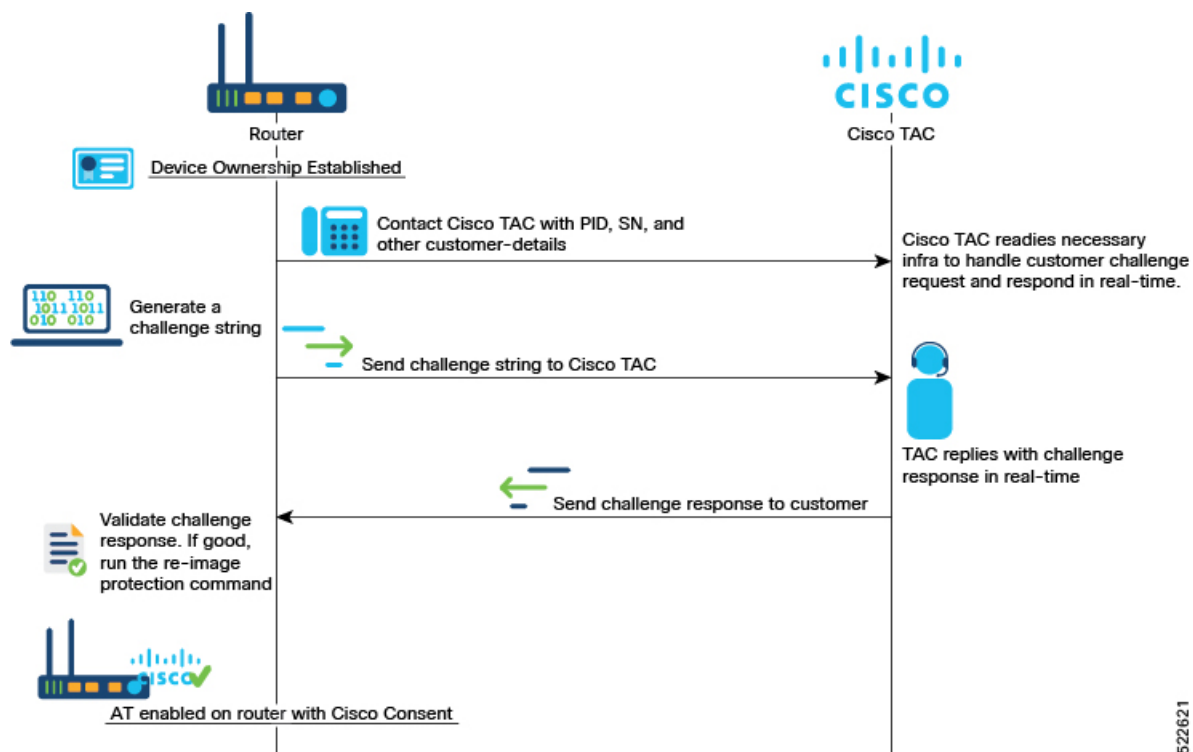 CISCO
Router
Cisco TAC
Device Ownership Established
Contact Cisco TAC with PID, SN, and
other customer-details
Cisco TAC readies necessary
infra to handle customer challenge
request and respond in real-time.
110 110
1011 1011
010 010
Generate a
challenge string
Send challenge string to Cisco TAC
TAC replies with challenge
response in real-time
Send challenge response to customer
Validate challenge
response. If good,
run the re-image
protection command
CISCO
AT enabled on router with Cisco Consent
522621